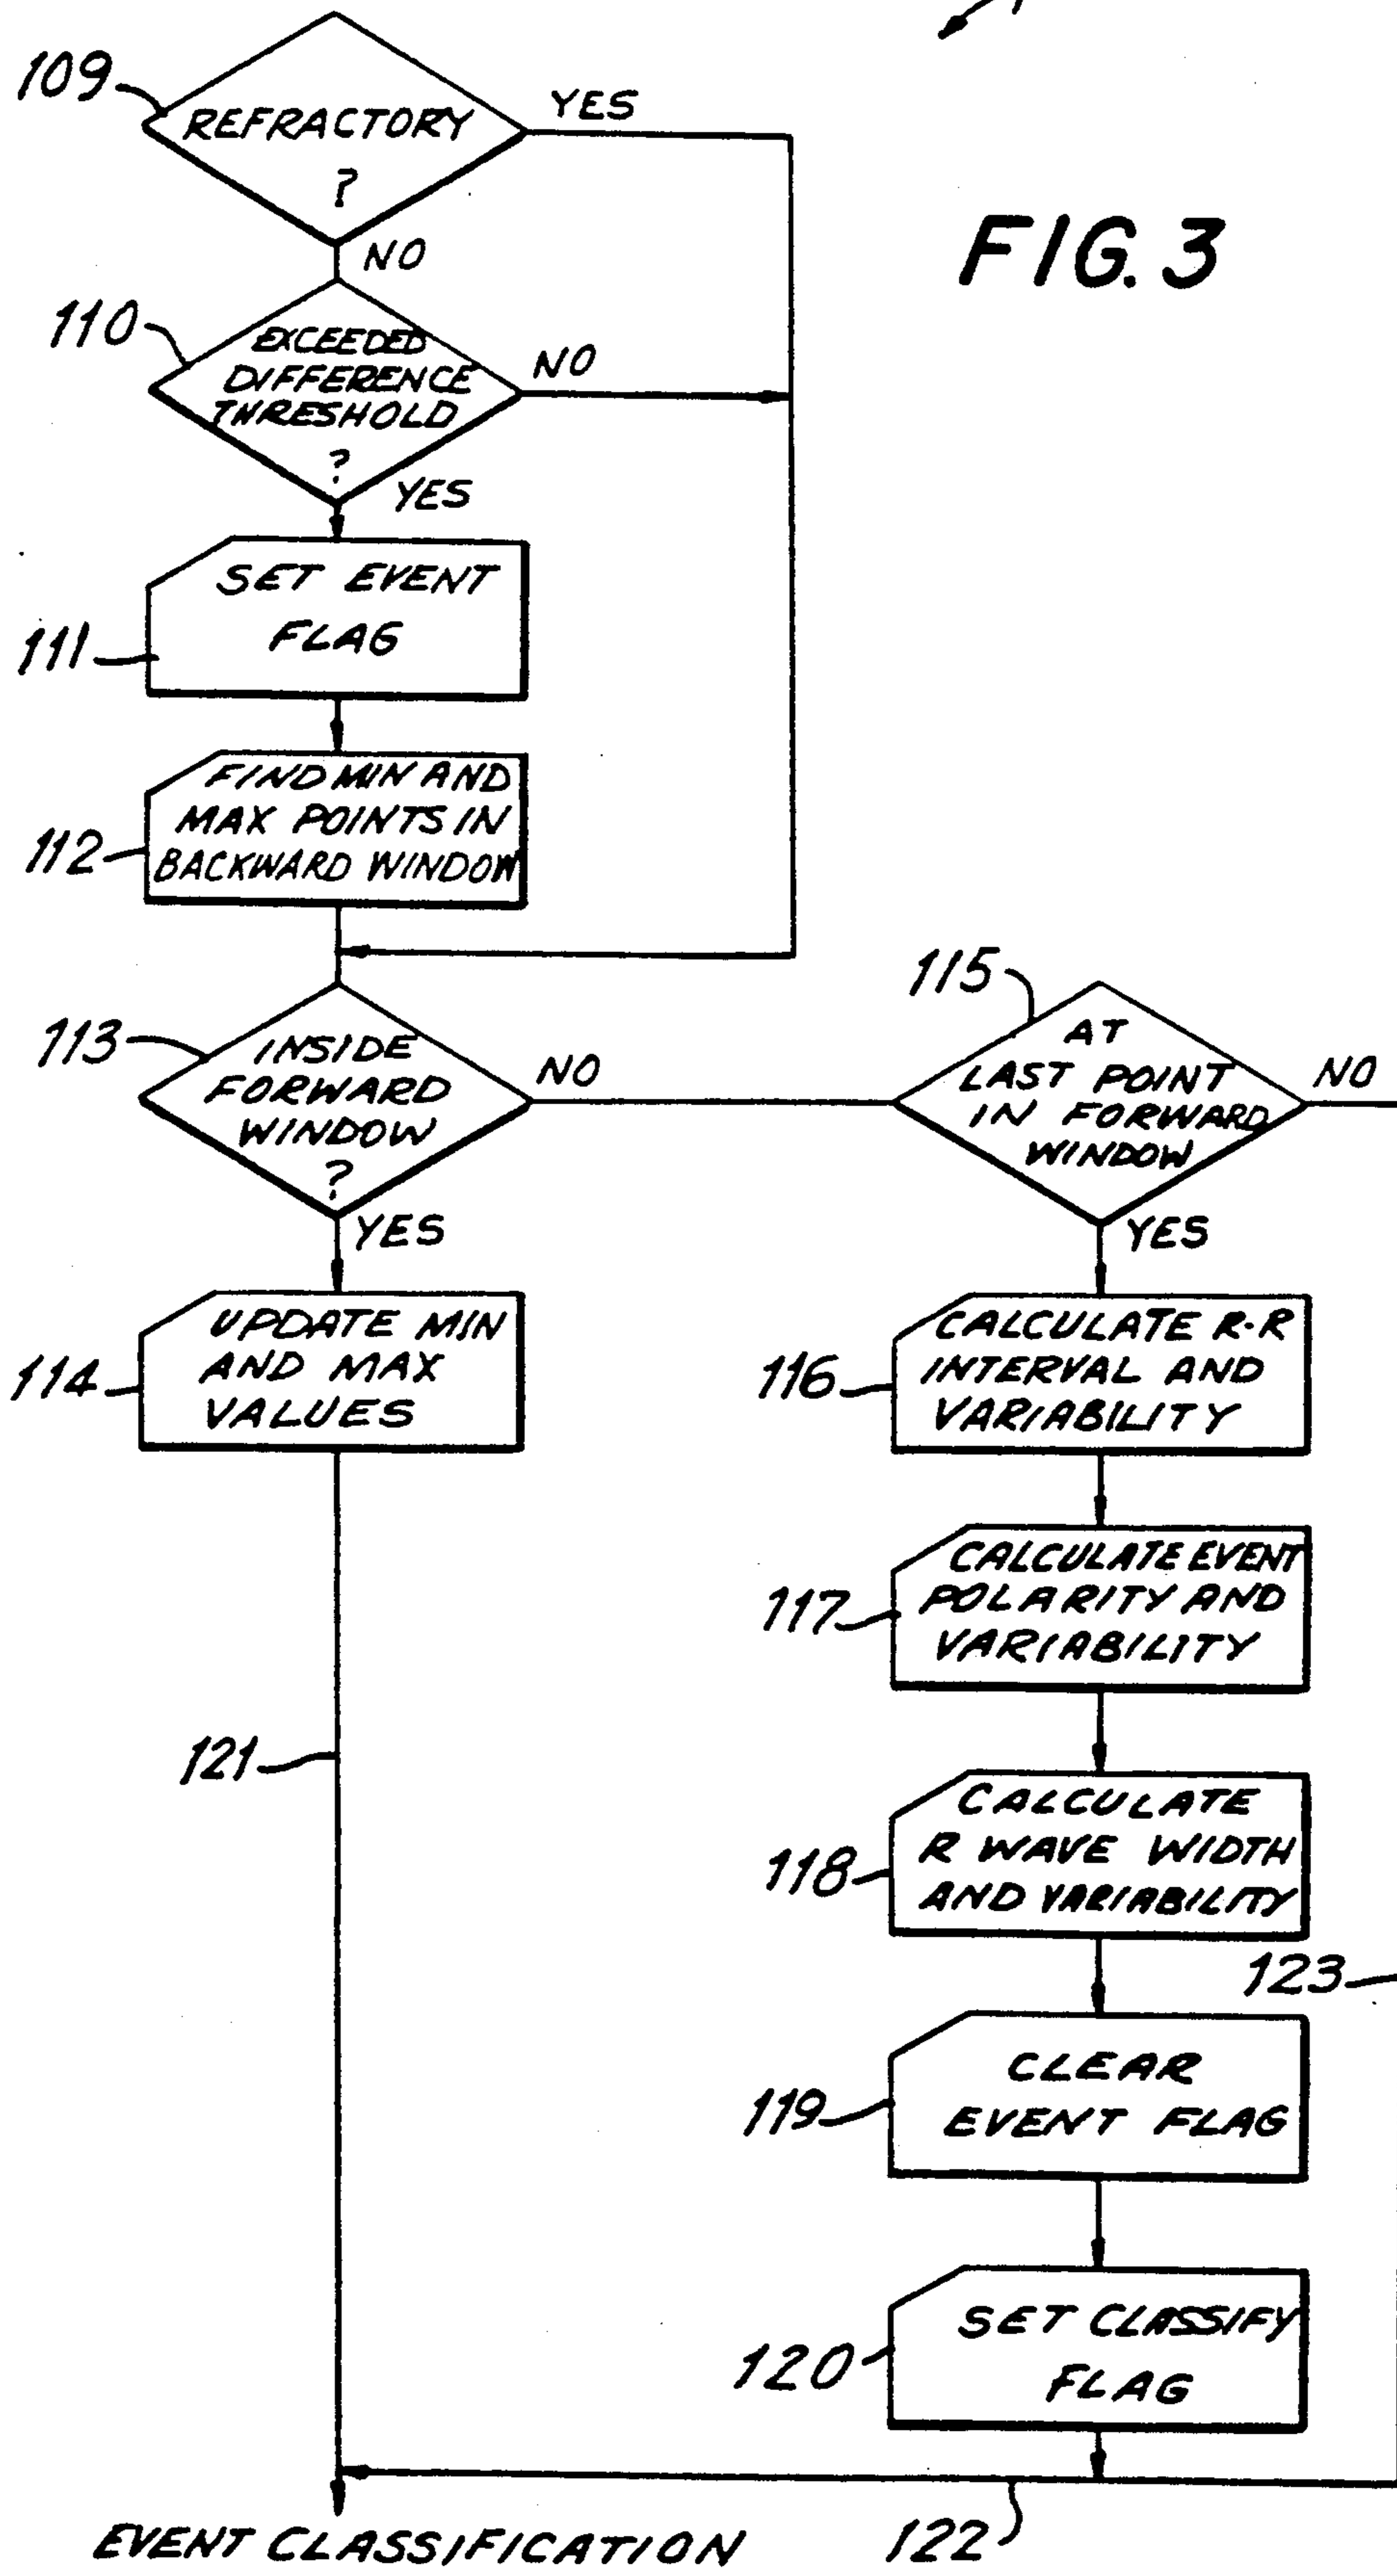 109
REFRACTORY
?
YES
FIG. 3
NO
110
EXCEEDED
DIFFERENCE
THRESHOLD
?
NO
YES
111
SET EVENT
FLAG
112
FIND MIN AND
MAX POINTS IN
BACKWARD WINDOW
113
INSIDE
FORWARD
WINDOW
?
NO
YES
115
AT
LAST POINT
IN FORWARD
WINDOW
NO
YES
114
UPDATE MIN
AND MAX
VALUES
116
CALCULATE R-R
INTERVAL AND
VARIABILITY
117
CALCULATE EVENT
POLARITY AND
VARIABILITY
121
118
CALCULATE
R WAVE WIDTH
AND VARIABILITY
123
119
CLEAR
EVENT FLAG
120
SET CLASSIFY
FLAG
122
EVENT CLASSIFICATION